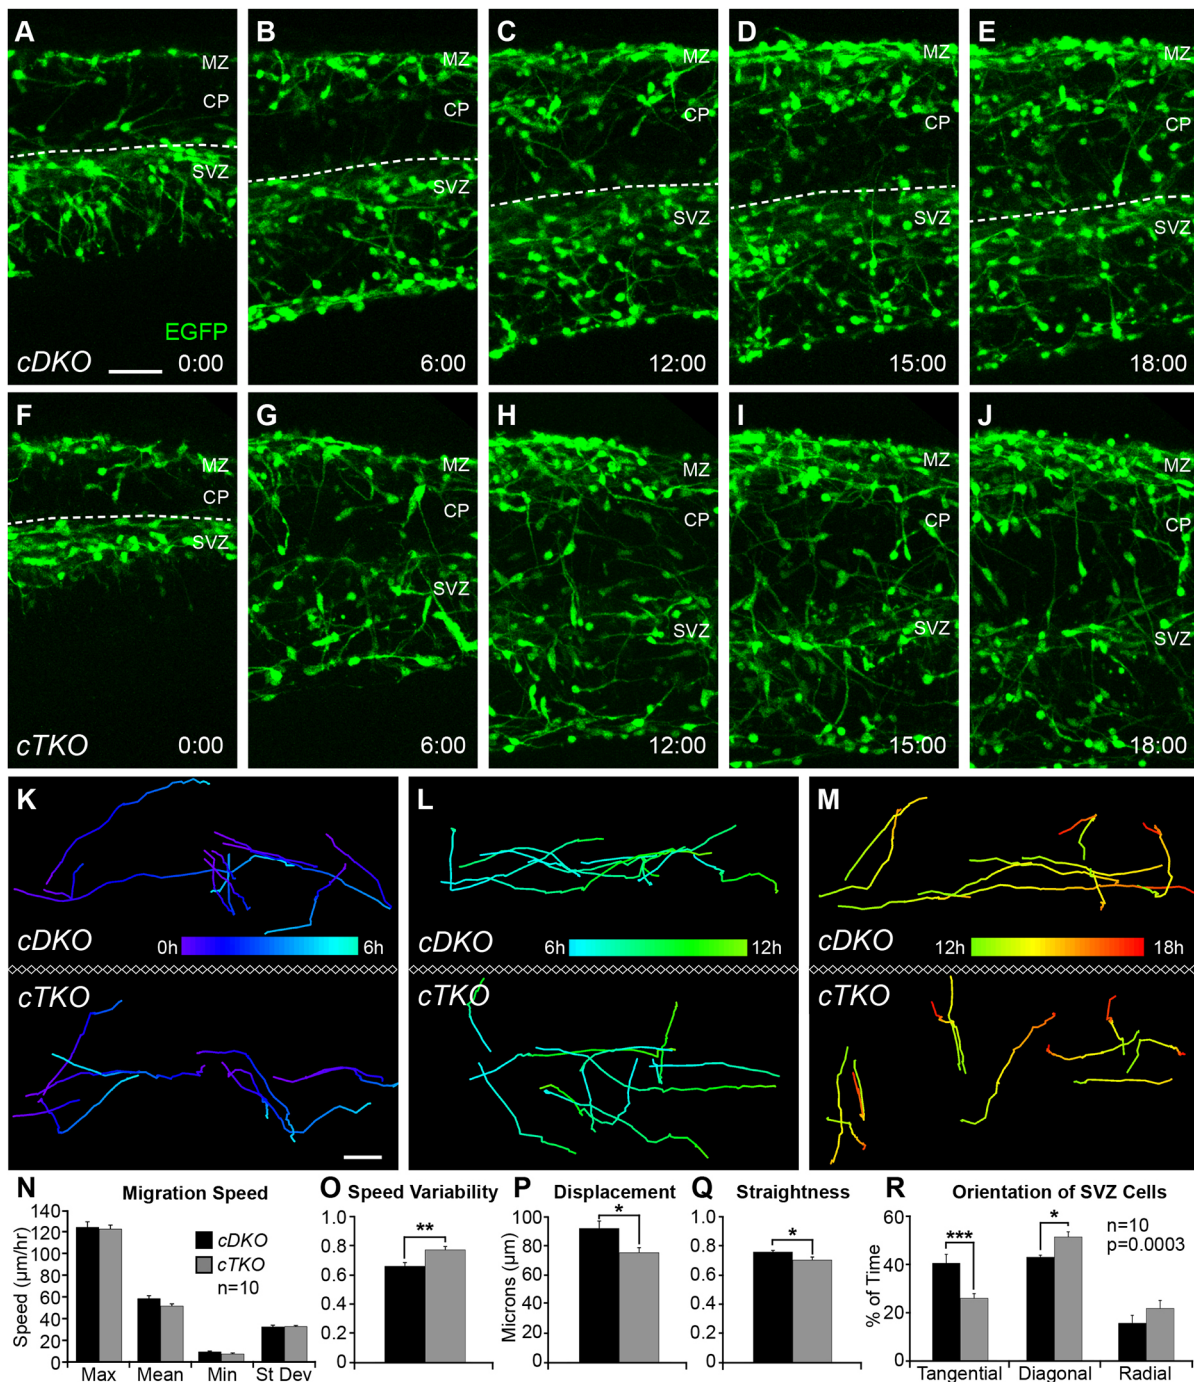 A
MZ
CP
SVZ
EGFP
cDKO
0:00
B
MZ
CP
SVZ
6:00
C
MZ
CP
SVZ
12:00
D
MZ
CP
SVZ
15:00
E
MZ
CP
SVZ
18:00
F
MZ
CP
SVZ
cTKO
0:00
G
MZ
CP
SVZ
6:00
H
MZ
CP
SVZ
12:00
I
MZ
CP
SVZ
15:00
J
MZ
CP
SVZ
18:00
K
cDKO
0h
6h
cTKO
L
cDKO
6h
12h
cTKO
M
cDKO
12h
18h
cTKO
N
Migration Speed
Speed (µm/hr)
140
120
100
80
60
40
20
0
cDKO
cTKO
n=10
Max
Mean
Min
St Dev
O
Speed Variability
1.0
0.8
0.6
0.4
0.2
0
**
P
Displacement
Microns (µm)
100
80
60
40
20
0
*
Q
Straightness
1.0
0.8
0.6
0.4
0.2
0
*
R
Orientation of SVZ Cells
% of Time
60
40
20
0
***
*
n=10
p=0.0003
Tangential
Diagonal
Radial